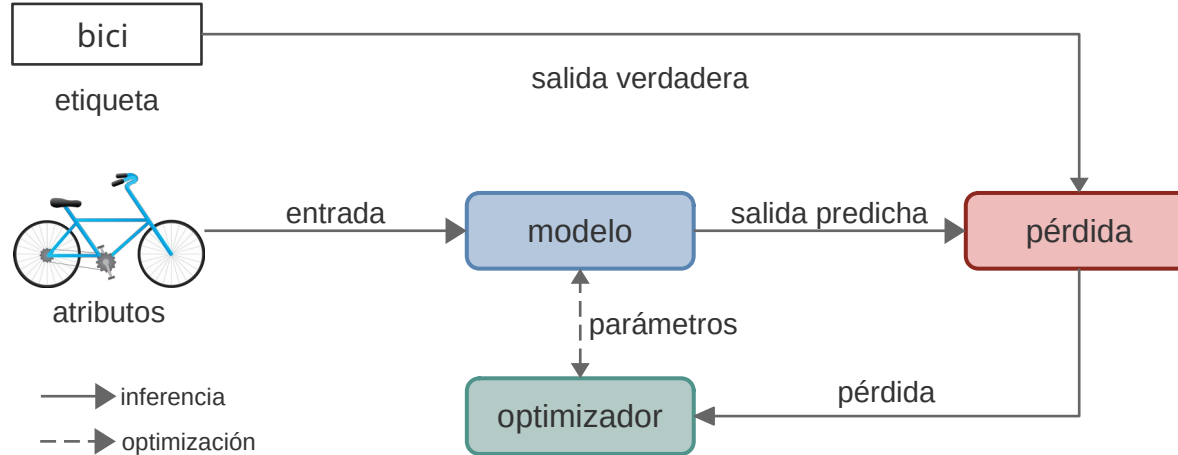 bici
salida verdadera
etiqueta
entrada
modelo
salida predicha
pérdida
atributos
parámetros
pérdida
optimizador
inferencia
optimización